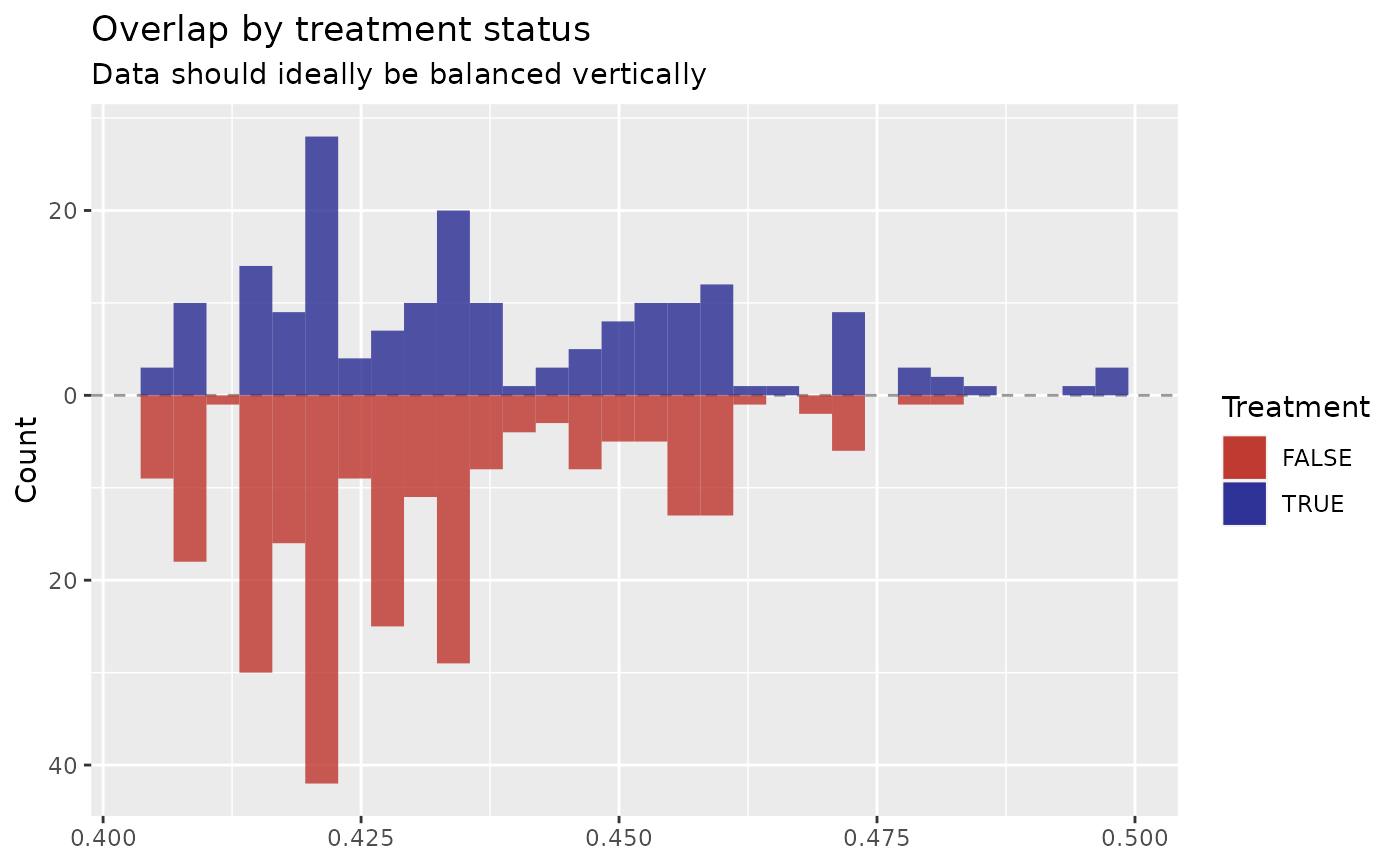 Overlap by treatment status
Data should ideally be balanced vertically
20
0
20
40
Count
0.400 0.425 0.450 0.475 0.500
Treatment
FALSE
TRUE